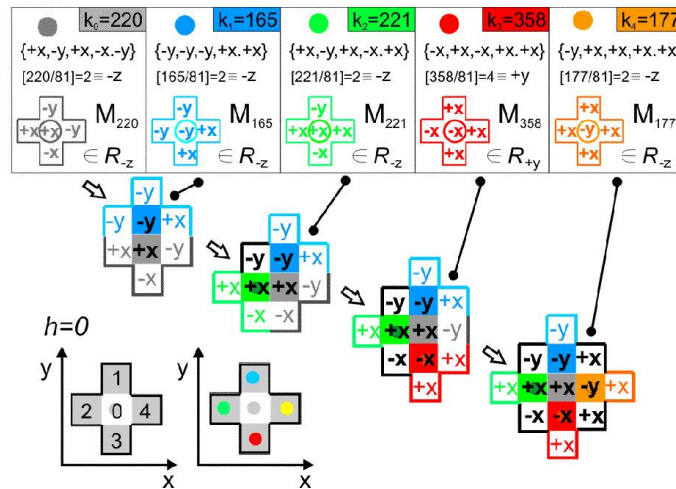 k₀=220
k₁=165
k₂=221
k₃=358
k₄=177
{+x,-y,+x,-x.-y}
{-y,-y,-y,+x.+x}
{+x,-y,+x,-x.+x}
{-x,+x,-x,+x.+x}
{-y,+x,+x,+x.+x}
[220/81]=2≡ -z
[165/81]=2≡ -z
[221/81]=2≡ -z
[358/81]=4≡ +y
[177/81]=2≡ -z
-y
+x +x -y
-x
M₂₂₀
∈ R₋z
-y
-y -y +x
+x
M₁₆₅
∈ R₋z
-y
+x +x +x
-x
M₂₂₁
∈ R₋z
+x
-x -x +x
+x
M₃₅₈
∈ R₊y
+x
+x -y +x
+x
M₁₇₇
∈ R₋z
-y
-y -y +x
+x +x -y
-x
-y
-y -y +x
+x +x +x -y
-x -x
-y
-y -y +x
+x +x +x -y
-x -x +x
+x
-y
-y -y +x
+x +x +x -y +x
-x -x +x
+x
h=0
y
1
2 0 4
3
x
y
x